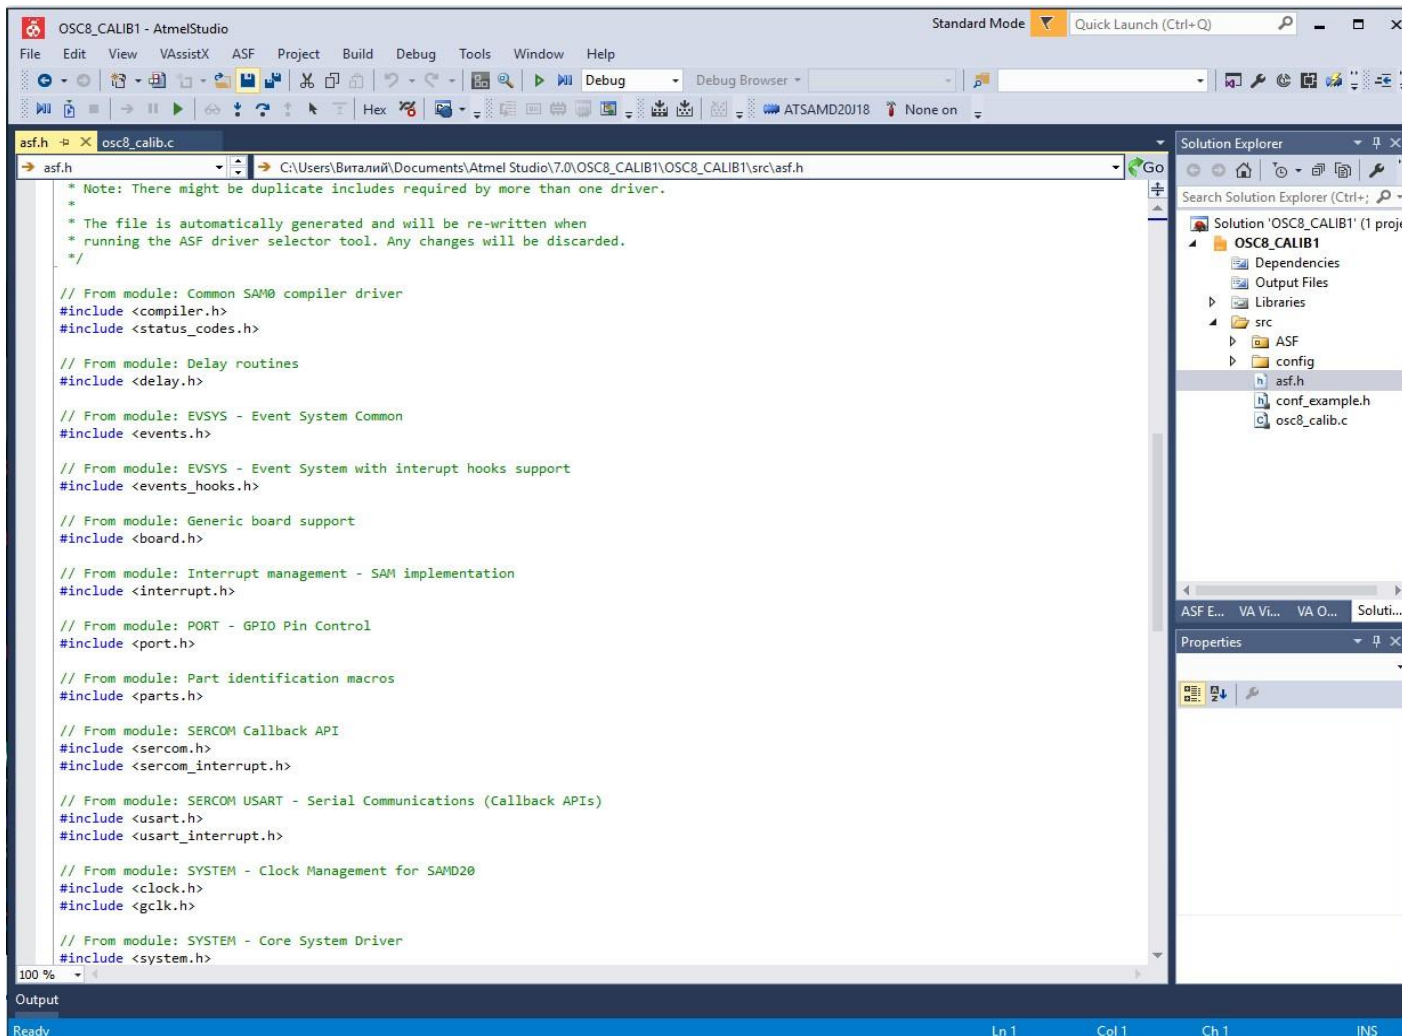 OSC8_CALIB1 - AtmelStudio
Standard Mode
Quick Launch (Ctrl+Q)
File Edit View VAssistX ASF Project Build Debug Tools Window Help
Debug Debug Browser
Hex ATSAMD20J18 None on
asf.h osc8_calib.c
asf.h C:\Users\Виталий\Documents\Atmel Studio\7.0\OSC8_CALIB1\OSC8_CALIB1\src\asf.h Go
* Note: There might be duplicate includes required by more than one driver.
*
* The file is automatically generated and will be re-written when
* running the ASF driver selector tool. Any changes will be discarded.
*/
// From module: Common SAM0 compiler driver
#include <compiler.h>
#include <status_codes.h>
// From module: Delay routines
#include <delay.h>
// From module: EVSYS - Event System Common
#include <events.h>
// From module: EVSYS - Event System with interupt hooks support
#include <events_hooks.h>
// From module: Generic board support
#include <board.h>
// From module: Interrupt management - SAM implementation
#include <interrupt.h>
// From module: PORT - GPIO Pin Control
#include <port.h>
// From module: Part identification macros
#include <parts.h>
// From module: SERCOM Callback API
#include <sercom.h>
#include <sercom_interrupt.h>
// From module: SERCOM USART - Serial Communications (Callback APIs)
#include <usart.h>
#include <usart_interrupt.h>
// From module: SYSTEM - Clock Management for SAMD20
#include <clock.h>
#include <gclk.h>
// From module: SYSTEM - Core System Driver
#include <system.h>
100 %
Solution Explorer
Search Solution Explorer (Ctrl+;
Solution 'OSC8_CALIB1' (1 proje
OSC8_CALIB1
Dependencies
Output Files
Libraries
src
ASF
config
asf.h
conf_example.h
osc8_calib.c
ASF E... VA Vi... VA O... Soluti...
Properties
Output
Ready Ln 1 Col 1 Ch 1 INS